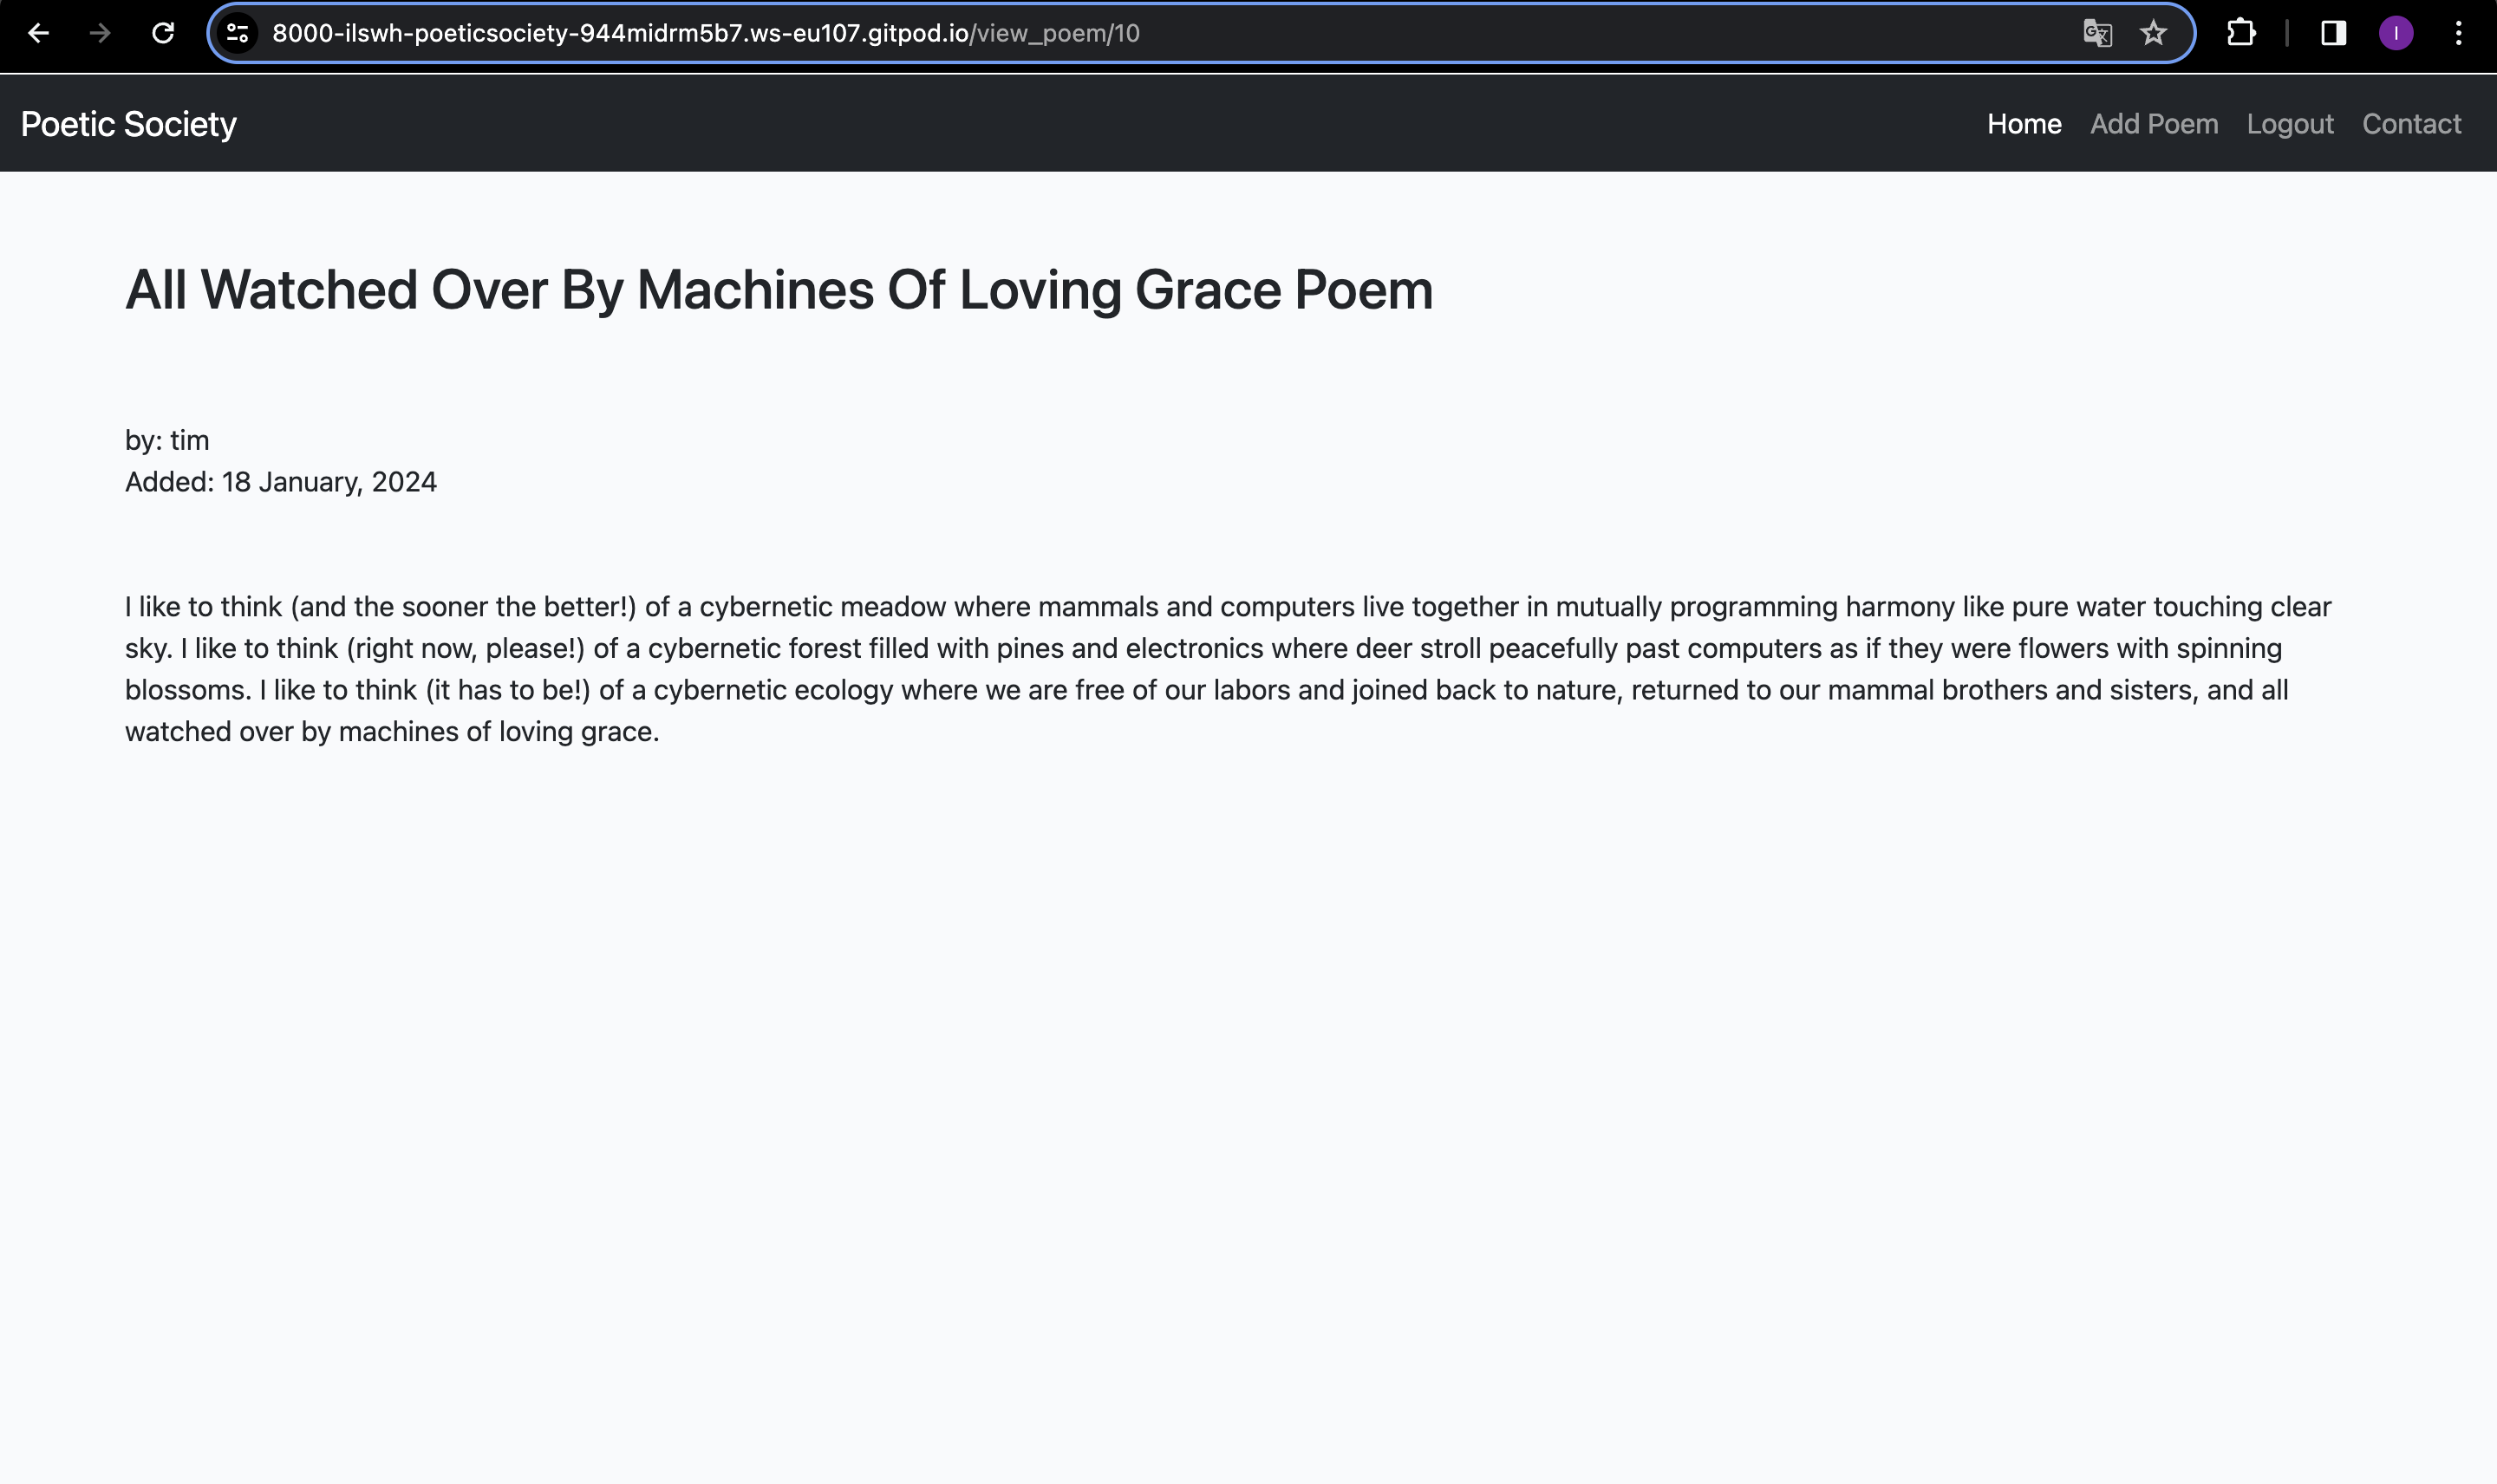 8000-ilswh-poeticsociety-944midrm5b7.ws-eu107.gitpod.io/view_poem/10
I
Poetic Society
Home Add Poem Logout Contact
All Watched Over By Machines Of Loving Grace Poem
by: tim
Added: 18 January, 2024
I like to think (and the sooner the better!) of a cybernetic meadow where mammals and computers live together in mutually programming harmony like pure water touching clear
sky. I like to think (right now, please!) of a cybernetic forest filled with pines and electronics where deer stroll peacefully past computers as if they were flowers with spinning
blossoms. I like to think (it has to be!) of a cybernetic ecology where we are free of our labors and joined back to nature, returned to our mammal brothers and sisters, and all
watched over by machines of loving grace.